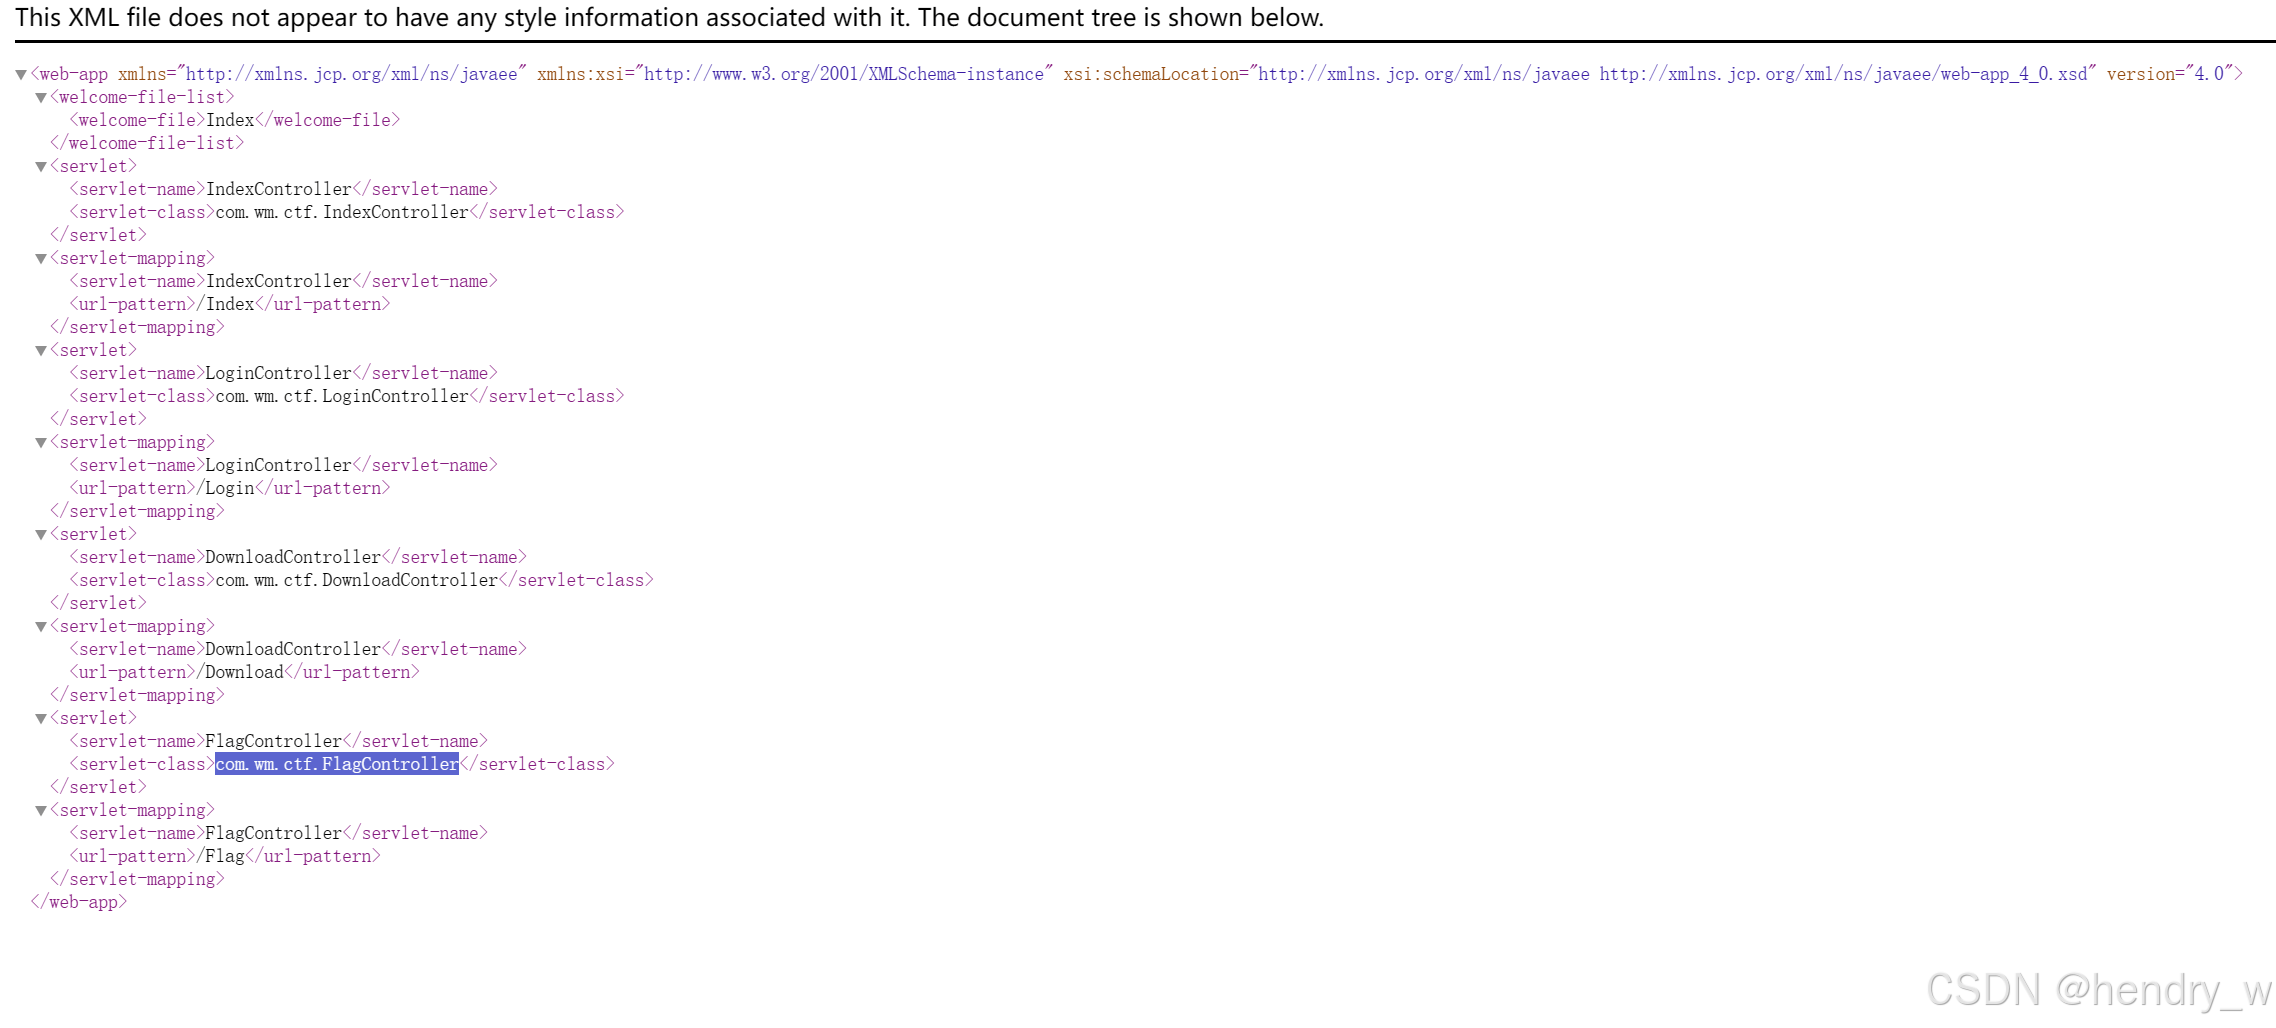 This XML file does not appear to have any style information associated with it. The document tree is shown below.
▼<web-app xmlns="http://xmlns.jcp.org/xml/ns/javaee" xmlns:xsi="http://www.w3.org/2001/XMLSchema-instance" xsi:schemaLocation="http://xmlns.jcp.org/xml/ns/javaee http://xmlns.jcp.org/xml/ns/javaee/web-app_4_0.xsd" version="4.0">
▼<welcome-file-list>
<welcome-file>Index</welcome-file>
</welcome-file-list>
▼<servlet>
<servlet-name>IndexController</servlet-name>
<servlet-class>com.wm.ctf.IndexController</servlet-class>
</servlet>
▼<servlet-mapping>
<servlet-name>IndexController</servlet-name>
<url-pattern>/Index</url-pattern>
</servlet-mapping>
▼<servlet>
<servlet-name>LoginController</servlet-name>
<servlet-class>com.wm.ctf.LoginController</servlet-class>
</servlet>
▼<servlet-mapping>
<servlet-name>LoginController</servlet-name>
<url-pattern>/Login</url-pattern>
</servlet-mapping>
▼<servlet>
<servlet-name>DownloadController</servlet-name>
<servlet-class>com.wm.ctf.DownloadController</servlet-class>
</servlet>
▼<servlet-mapping>
<servlet-name>DownloadController</servlet-name>
<url-pattern>/Download</url-pattern>
</servlet-mapping>
▼<servlet>
<servlet-name>FlagController</servlet-name>
<servlet-class>com.wm.ctf.FlagController</servlet-class>
</servlet>
▼<servlet-mapping>
<servlet-name>FlagController</servlet-name>
<url-pattern>/Flag</url-pattern>
</servlet-mapping>
</web-app>
CSDN @hendry_w